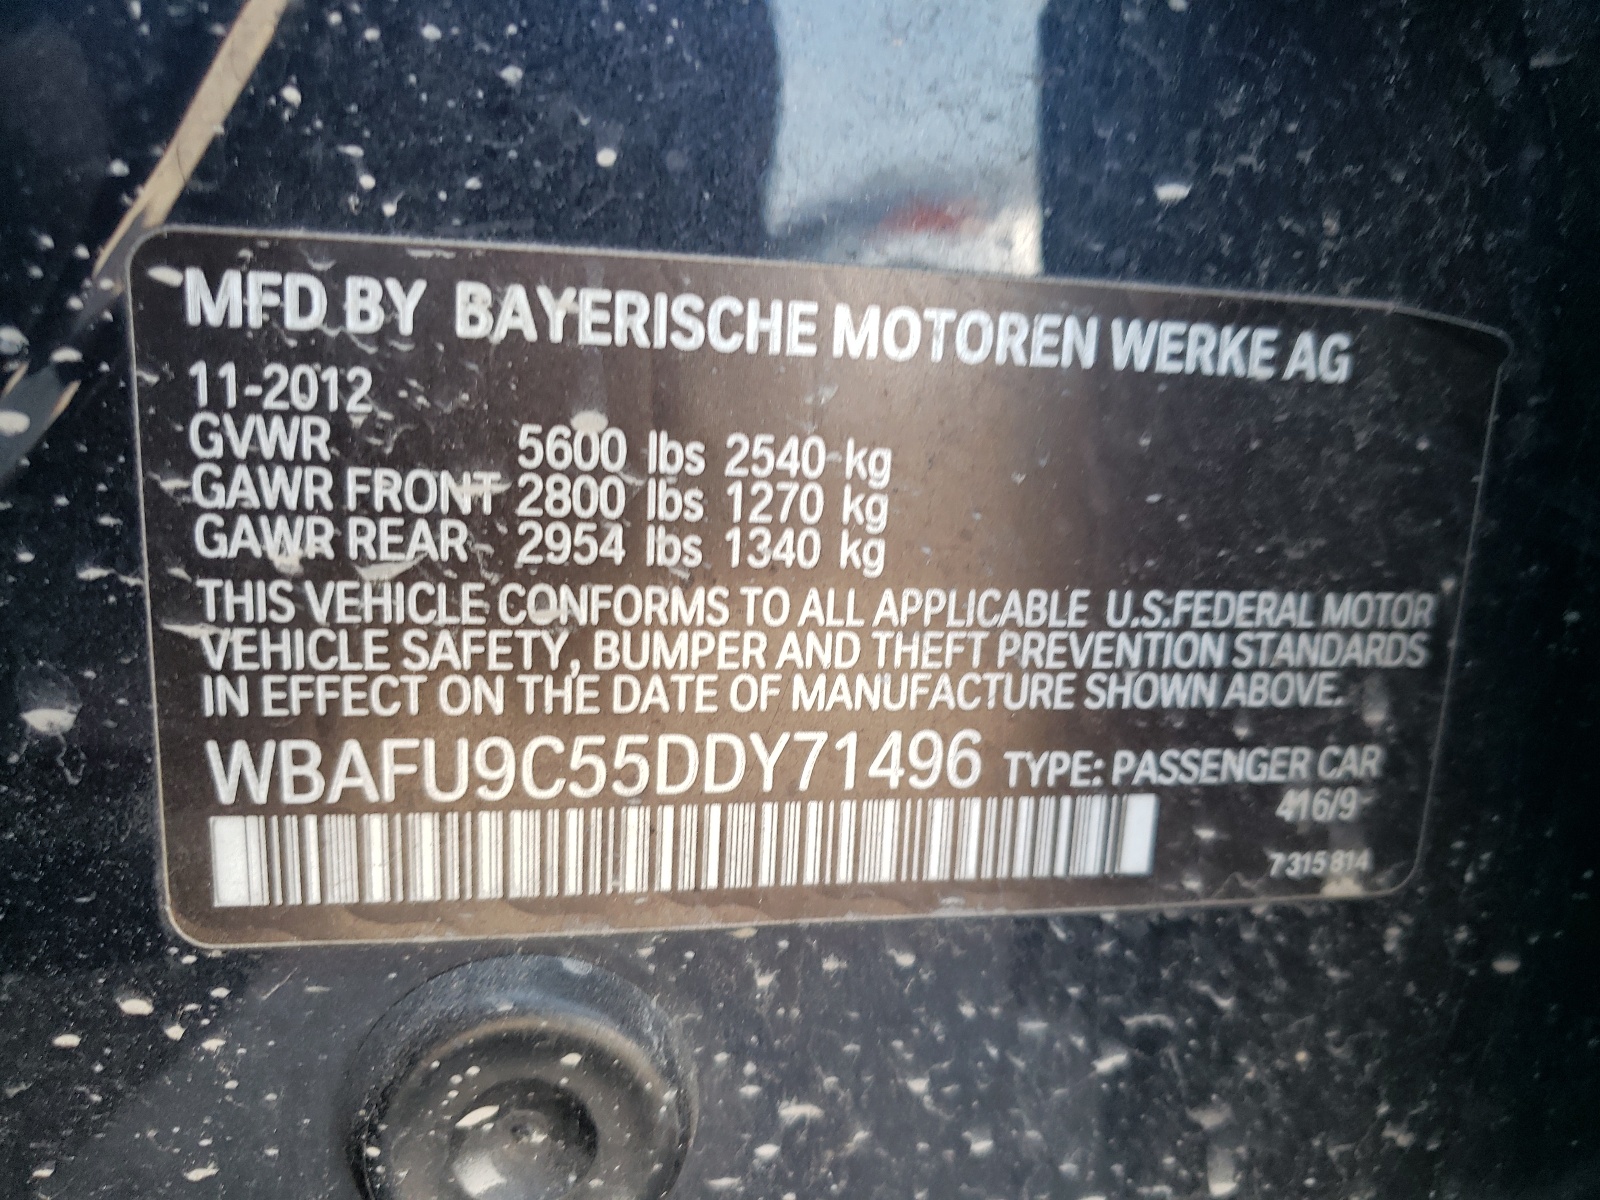 MFD BY BAYERISCHE MOTOREN WERKE AG
11-2012
GVWR 5600 lbs 2540 kg
GAWR FRONT 2800 lbs 1270 kg
GAWR REAR 2954 lbs 1340 kg
THIS VEHICLE CONFORMS TO ALL APPLICABLE U.S.FEDERAL MOTOR
VEHICLE SAFETY, BUMPER AND THEFT PREVENTION STANDARDS
IN EFFECT ON THE DATE OF MANUFACTURE SHOWN ABOVE.
WBAFU9C55DDY71496 TYPE: PASSENGER CAR
416/9
7 315 814